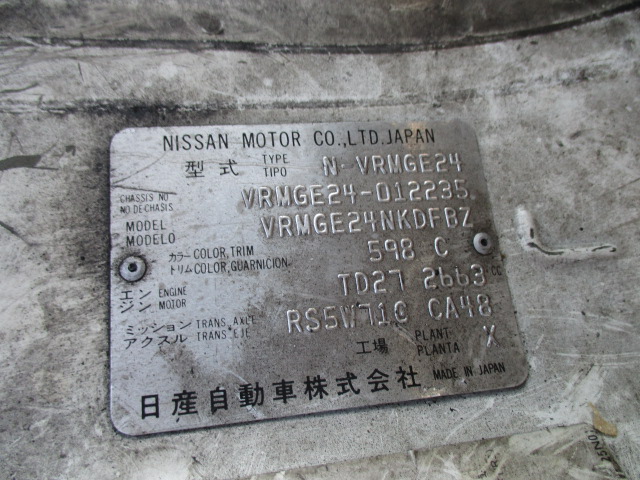 NISSAN MOTOR CO.,LTD.JAPAN
型式 TYPE TIPO N-VRMGE24
CHASSIS NO NO DE CHASIS VRMGE24-012235
MODEL MODELO VRMGE24NKDFBZ
カラー COLOR,TRIM トリム COLOR,GUARNICION 598 C
エンジン ENGINE MOTOR TD27 2663 CC
ミッション TRANS.,AXLE アクスル TRANS.,EJE RS5W71C CA48
工場 PLANT PLANTA X
日産自動車株式会社 MADE IN JAPAN